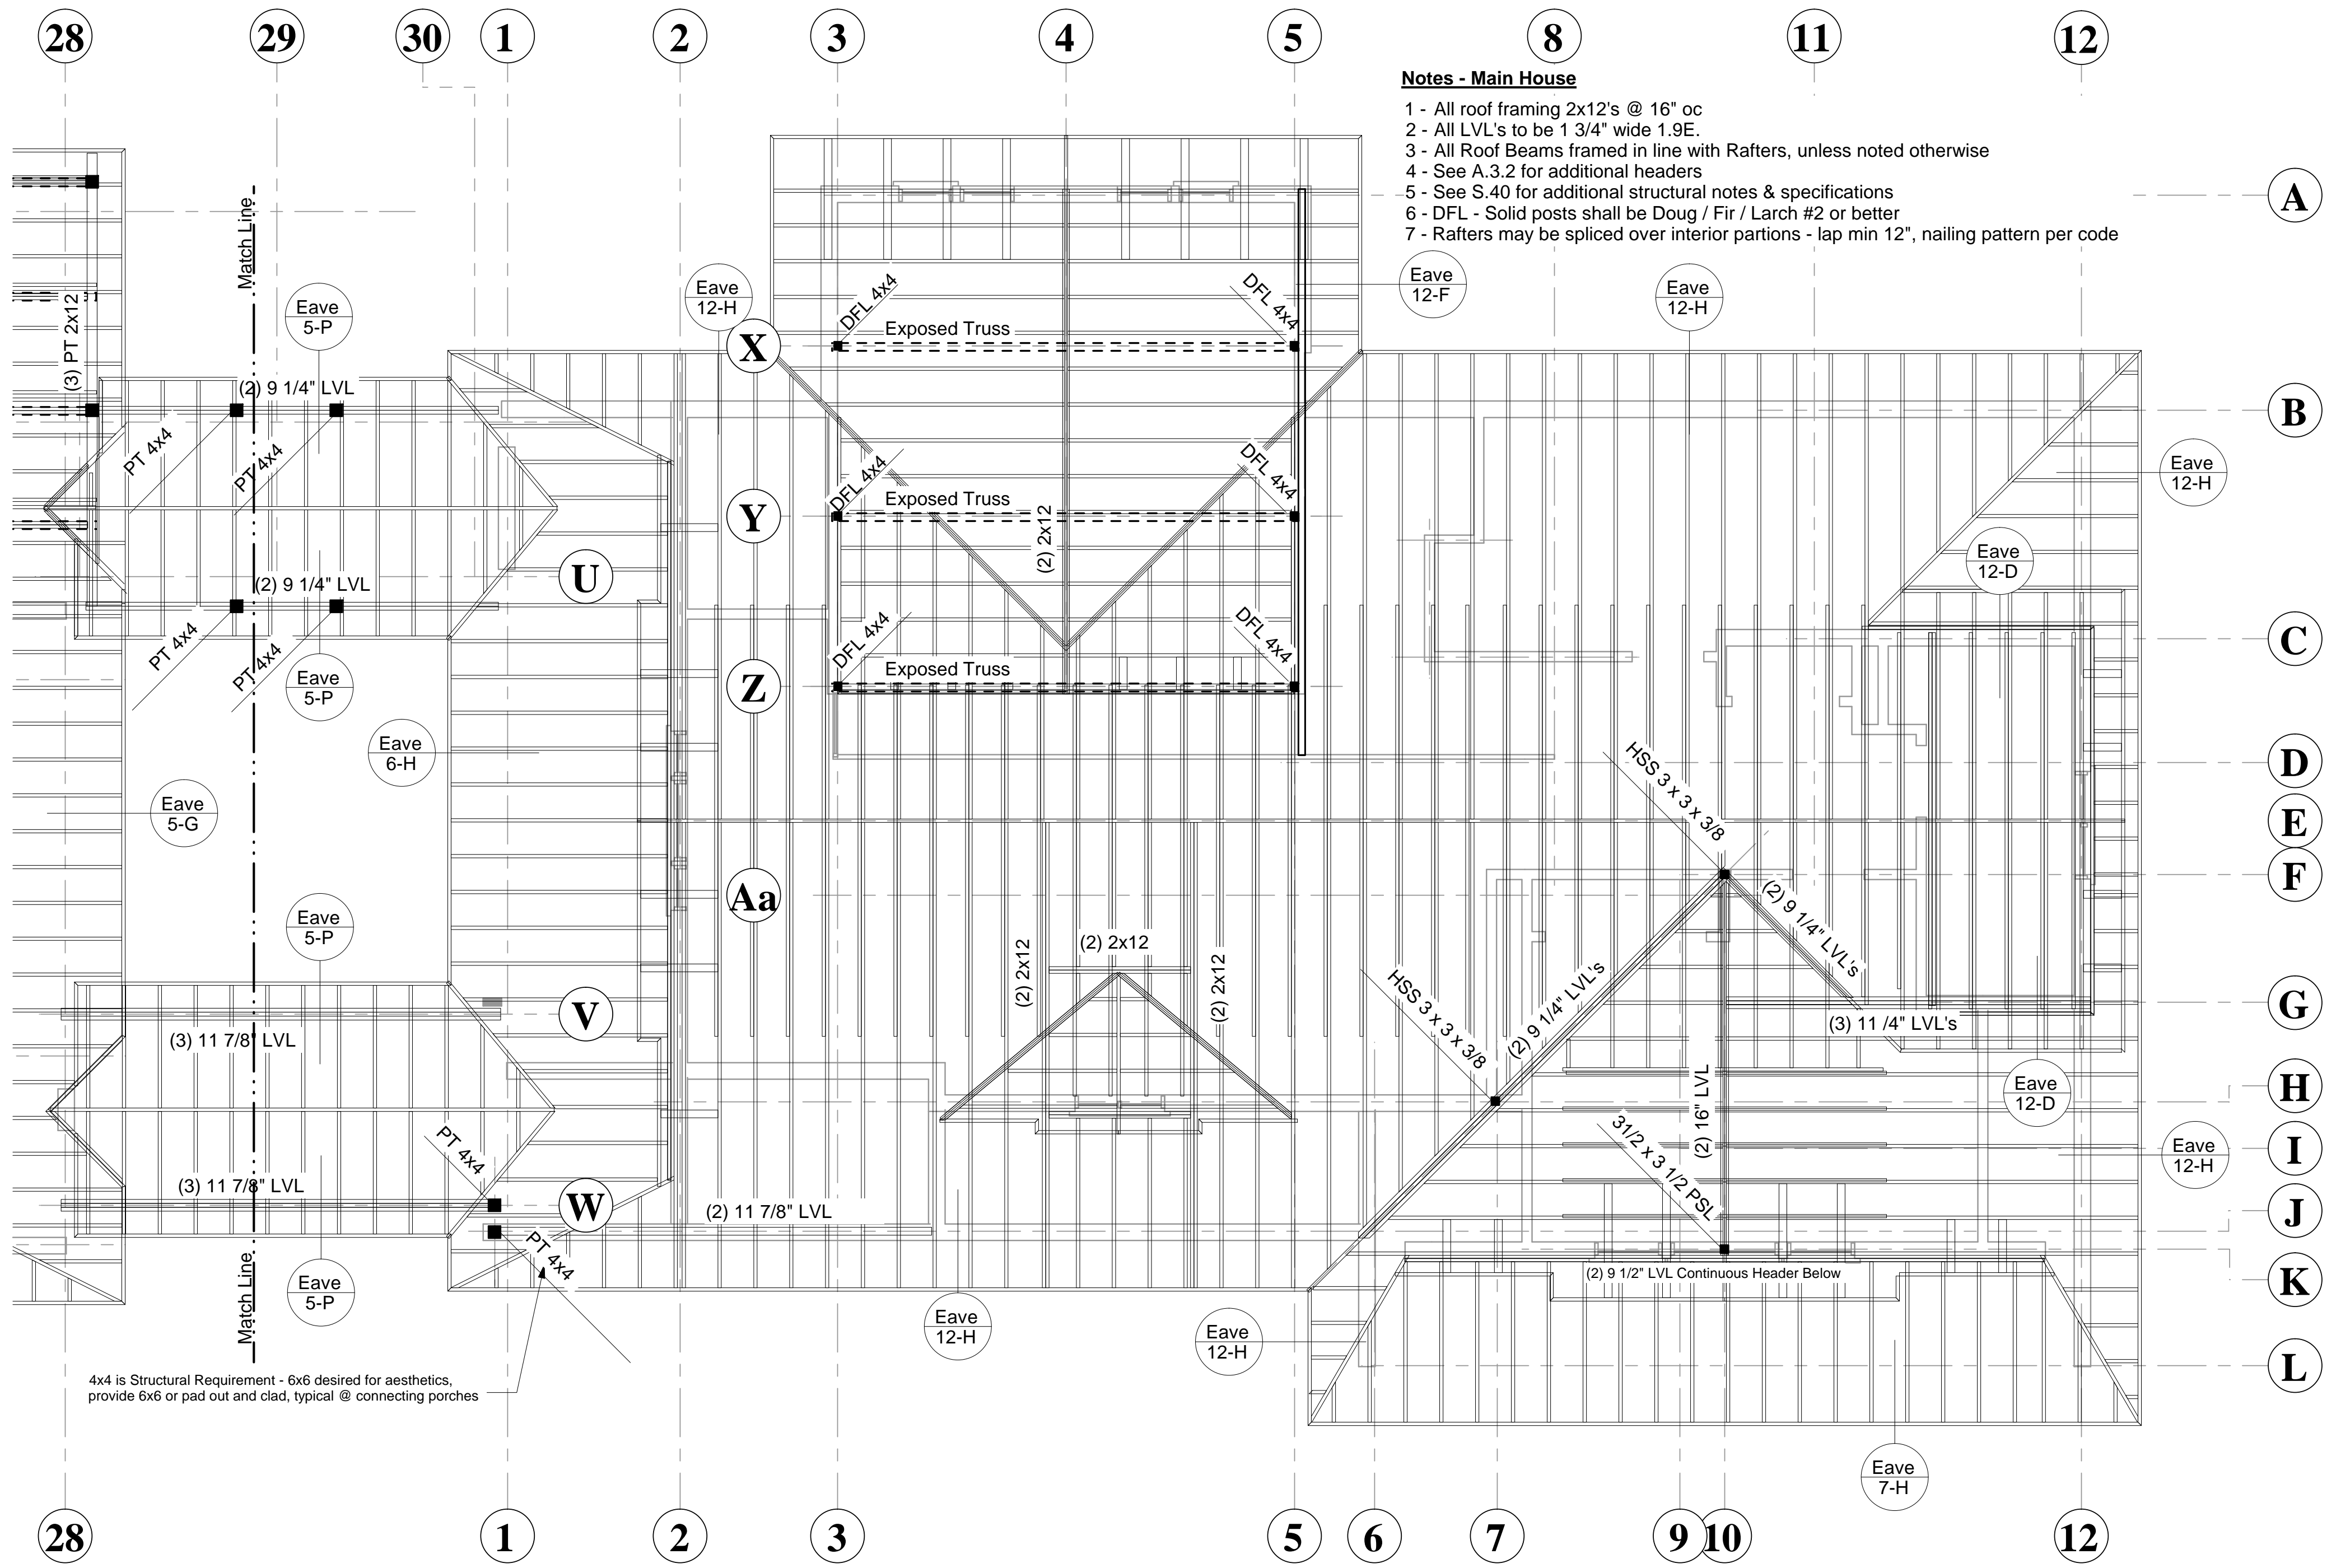 28
29
30
1
2
3
4
5
8
11
12
Notes - Main House
1 - All roof framing 2x12's @ 16" oc
2 - All LVL's to be 1 3/4" wide 1.9E.
3 - All Roof Beams framed in line with Rafters, unless noted otherwise
4 - See A.3.2 for additional headers
5 - See S.40 for additional structural notes & specifications
6 - DFL - Solid posts shall be Doug / Fir / Larch #2 or better
7 - Rafters may be spliced over interior partions - lap min 12", nailing pattern per code
A
Match Line
Eave
12-F
Eave
12-H
Eave
12-H
Eave
5-P
(3) PT 2x12
DFL 4x4
DFL 4x4
Exposed Truss
X
(2) 9 1/4" LVL
B
PT 4x4
PT 4x4
DFL 4x4
DFL 4x4
Eave
12-H
Exposed Truss
Y
(2) 2x12
Eave
12-D
U
(2) 9 1/4" LVL
PT 4x4
PT 4x4
DFL 4x4
DFL 4x4
C
Exposed Truss
Z
Eave
5-P
Eave
6-H
D
HSS 3 x 3 x 3/8
Eave
5-G
E
F
Aa
Eave
5-P
(2) 9 1/4" LVL's
(2) 2x12
(2) 2x12
(2) 2x12
HSS 3 x 3 x 3/8
(2) 9 1/4" LVL's
G
V
(3) 11 7/8" LVL
(3) 11 /4" LVL's
H
Eave
12-D
(2) 16" LVL
PT 4x4
31/2 x 3 1/2 PSL
I
Eave
12-H
(3) 11 7/8" LVL
W
(2) 11 7/8" LVL
J
PT 4x4
Eave
5-P
(2) 9 1/2" LVL Continuous Header Below
K
Match Line
Eave
12-H
Eave
12-H
L
4x4 is Structural Requirement - 6x6 desired for aesthetics,
provide 6x6 or pad out and clad, typical @ connecting porches
Eave
7-H
28
1
2
3
5
6
7
9
10
12